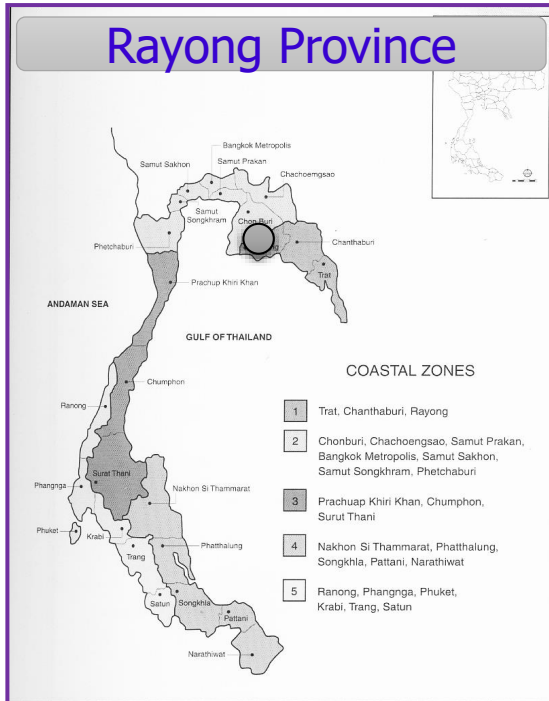 Rayong Province
Bangkok Metropolis
Samut Sakhon
Samut Prakan
Chachoemgsao
Samut
Songkhram
Chon Buri
Phetchaburi
Chanthaburi
Trat
Prachup Khiri Khan
ANDAMAN SEA
GULF OF THAILAND
Chumphon
Ranong
Surat Thani
Phangnga
Nakhon Si Thammarat
Phuket
Krabi
Phatthalung
Trang
Satun
Songkhla
Pattani
Narathiwat
COASTAL ZONES
1 Trat, Chanthaburi, Rayong
2 Chonburi, Chachoengsao, Samut Prakan,
Bangkok Metropolis, Samut Sakhon,
Samut Songkhram, Phetchaburi
3 Prachuap Khiri Khan, Chumphon,
Surut Thani
4 Nakhon Si Thammarat, Phatthalung,
Songkhla, Pattani, Narathiwat
5 Ranong, Phangnga, Phuket,
Krabi, Trang, Satun